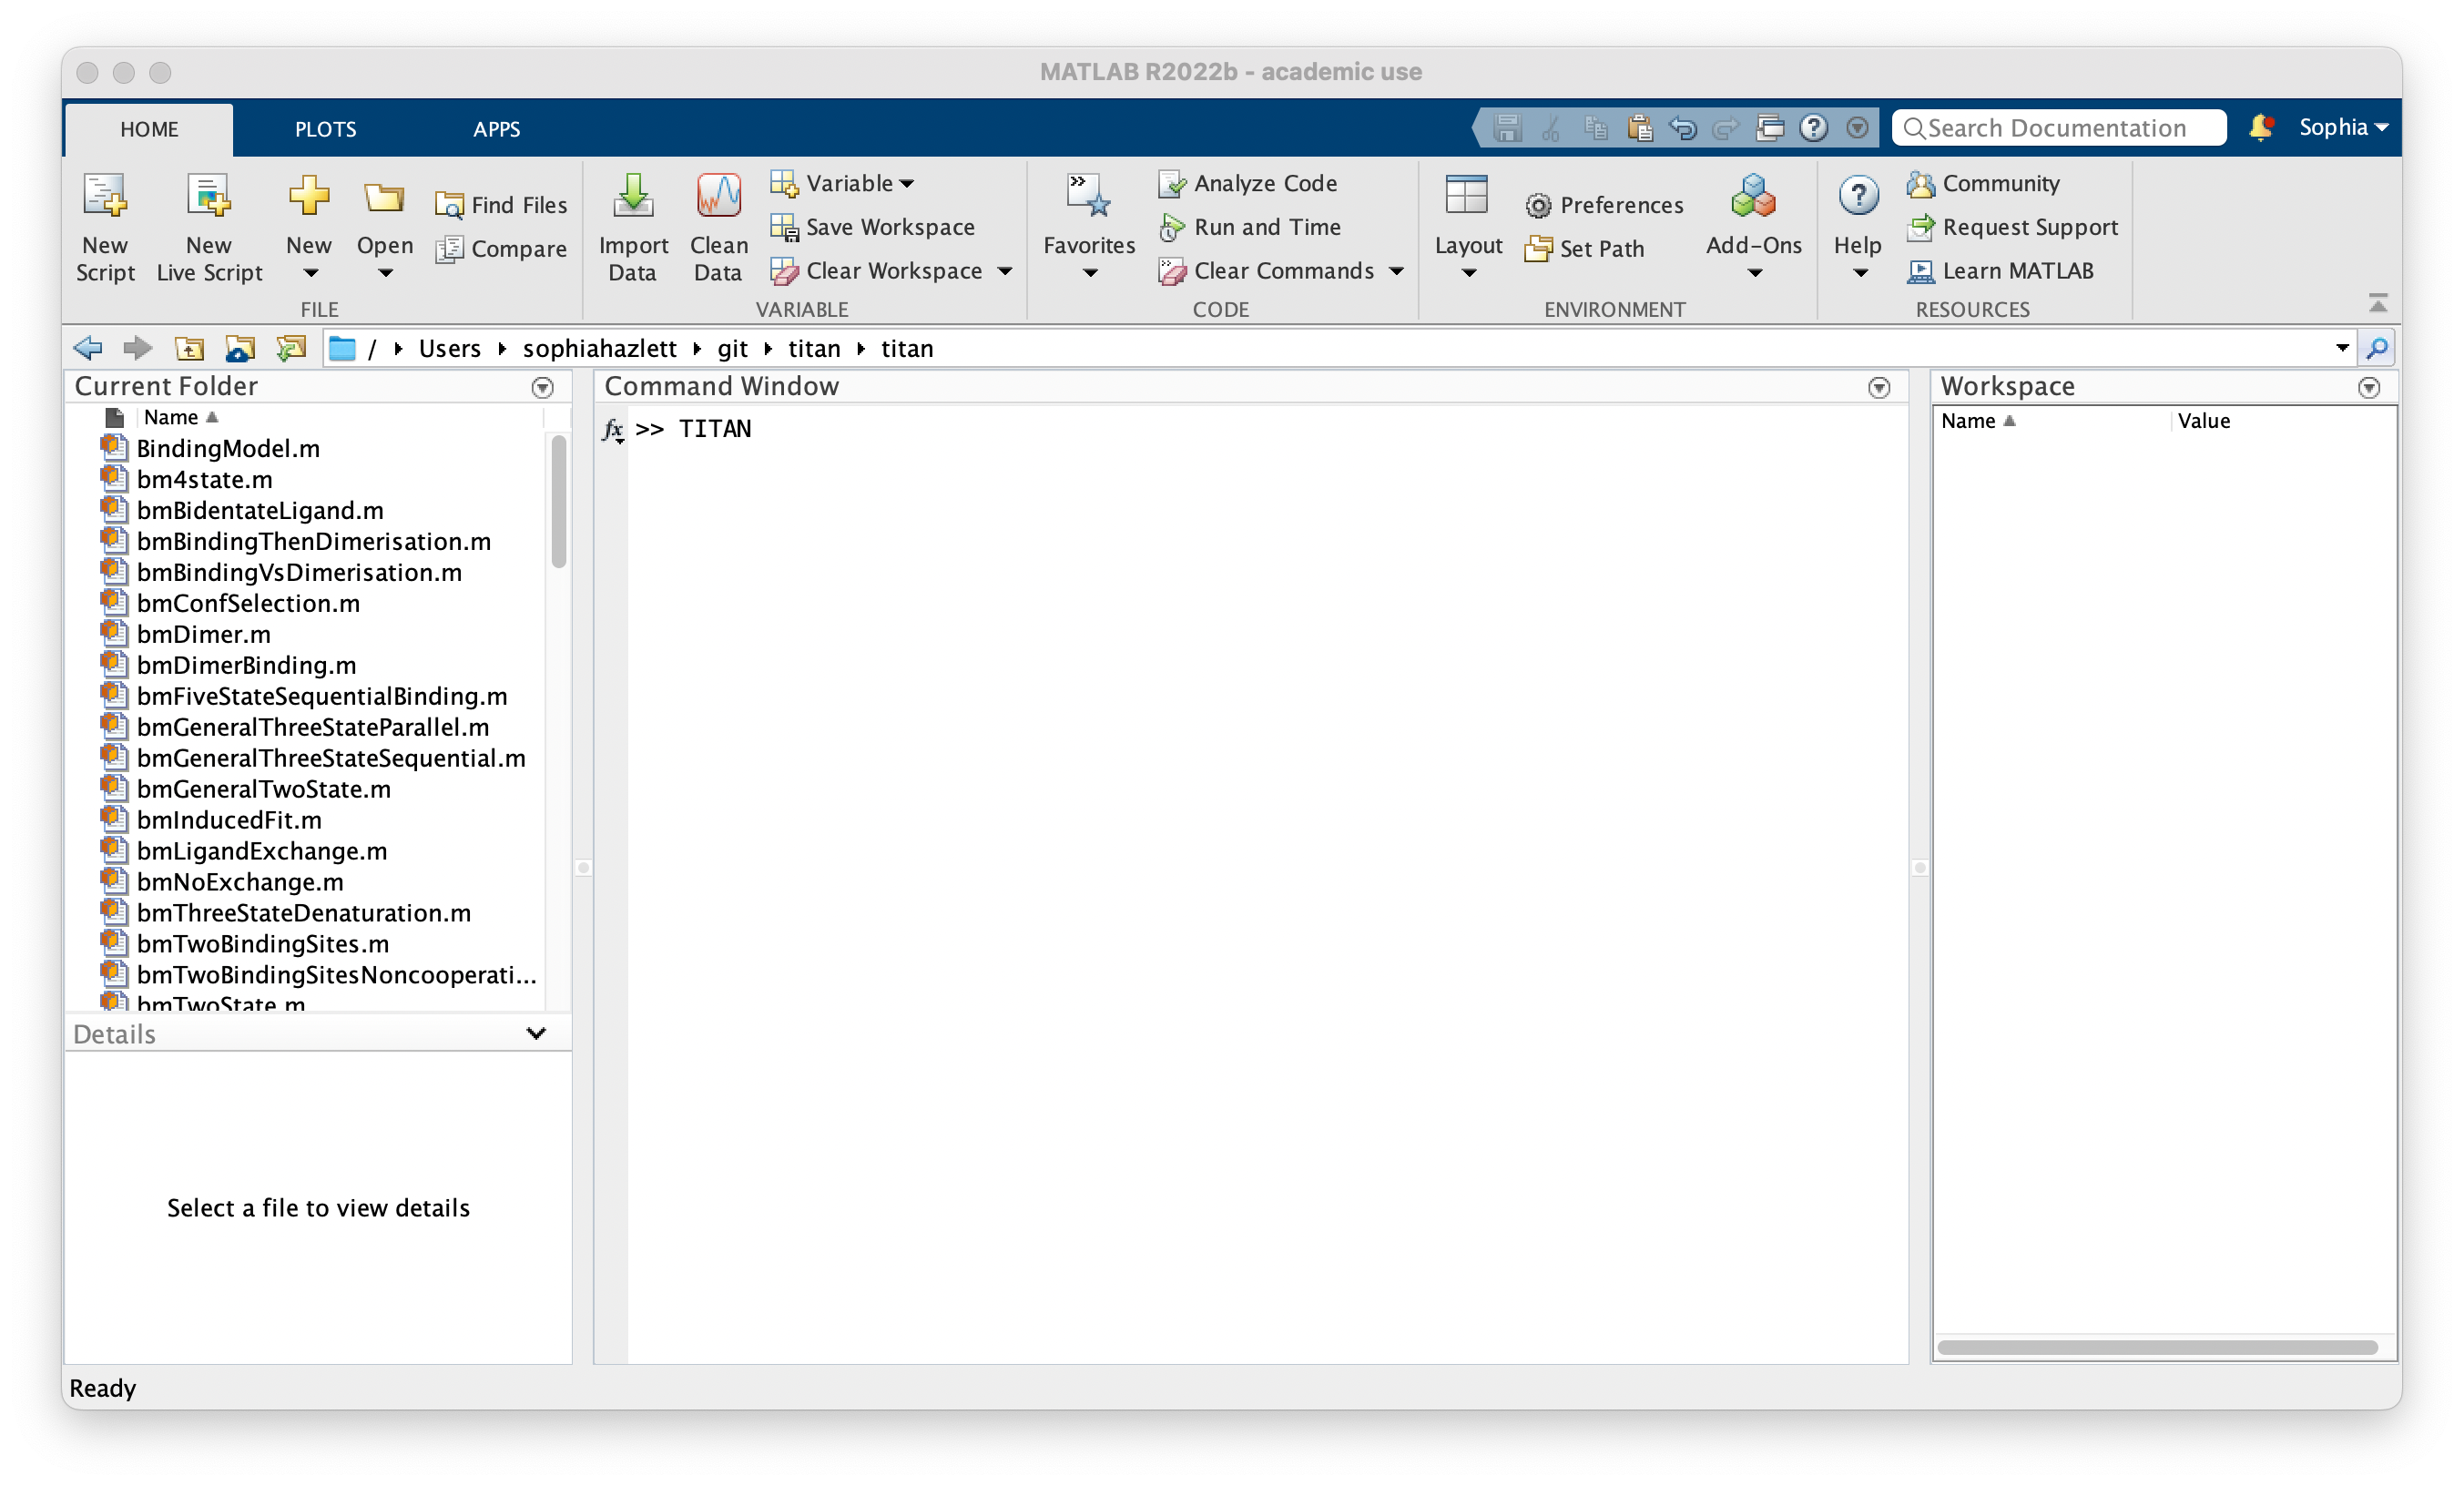 MATLAB R2022b - academic use
HOME PLOTS APPS Search Documentation Sophia
New Script
New Live Script
New
Open
Find Files
Compare
FILE
Import Data
Clean Data
Variable
Save Workspace
Clear Workspace
VARIABLE
Favorites
Analyze Code
Run and Time
Clear Commands
CODE
Layout
Preferences
Set Path
Add-Ons
ENVIRONMENT
Help
Community
Request Support
Learn MATLAB
RESOURCES
/ Users sophiahazlett git titan titan
Current Folder
Name
BindingModel.m
bm4state.m
bmBidentateLigand.m
bmBindingThenDimerisation.m
bmBindingVsDimerisation.m
bmConfSelection.m
bmDimer.m
bmDimerBinding.m
bmFiveStateSequentialBinding.m
bmGeneralThreeStateParallel.m
bmGeneralThreeStateSequential.m
bmGeneralTwoState.m
bmInducedFit.m
bmLigandExchange.m
bmNoExchange.m
bmThreeStateDenaturation.m
bmTwoBindingSites.m
bmTwoBindingSitesNoncooperati...
bmTwoState.m
Details
Select a file to view details
Command Window
fx >> TITAN
Workspace
Name Value
Ready